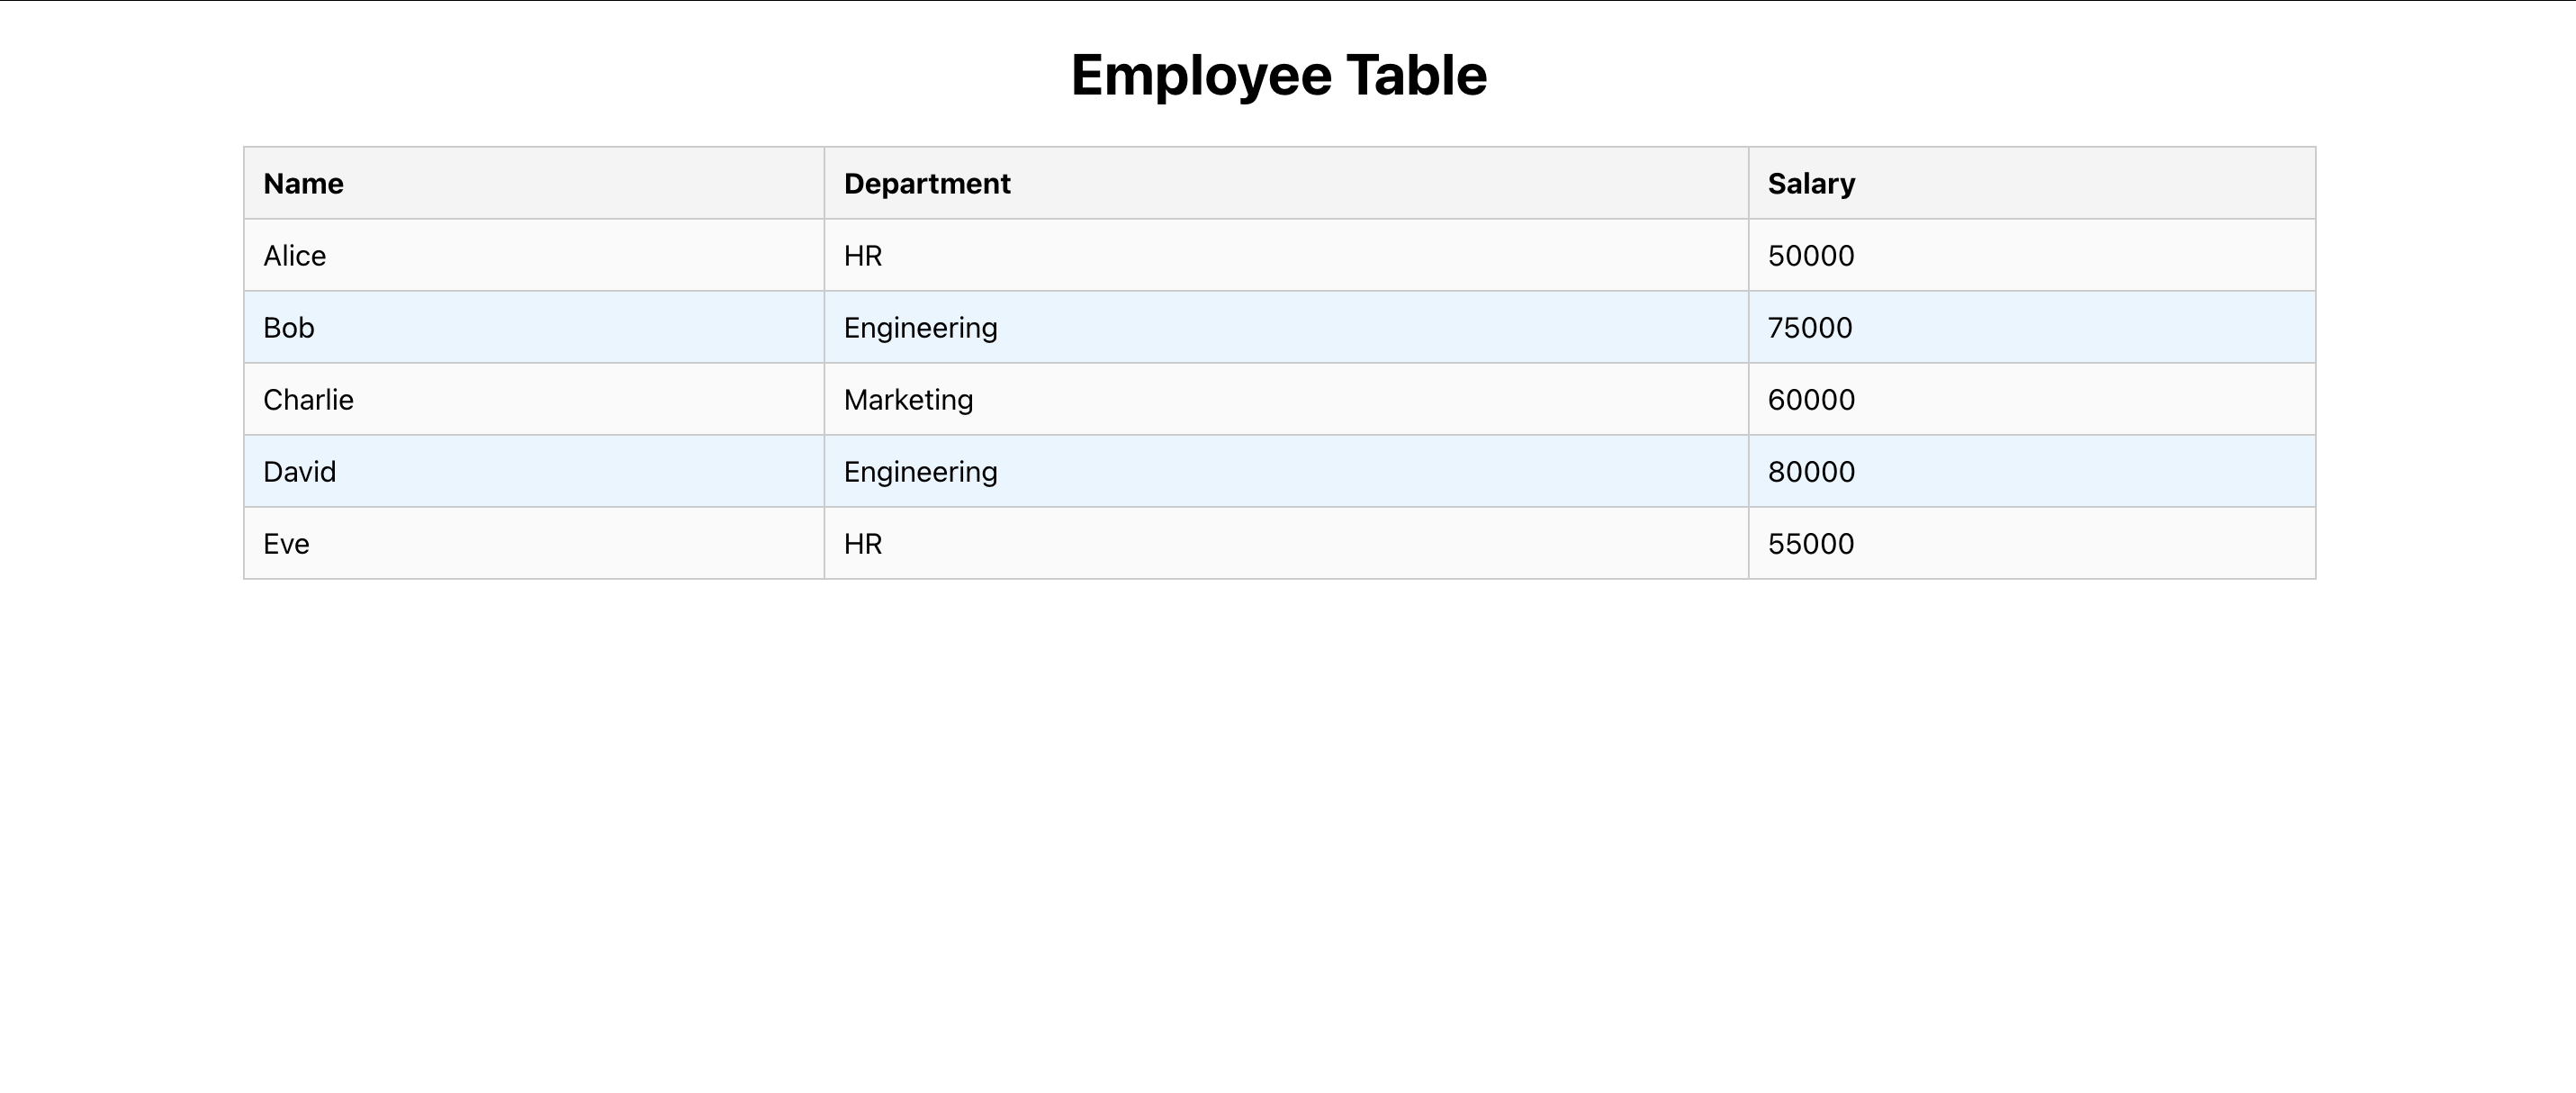 Employee Table
Name Department Salary
Alice HR 50000
Bob Engineering 75000
Charlie Marketing 60000
David Engineering 80000
Eve HR 55000